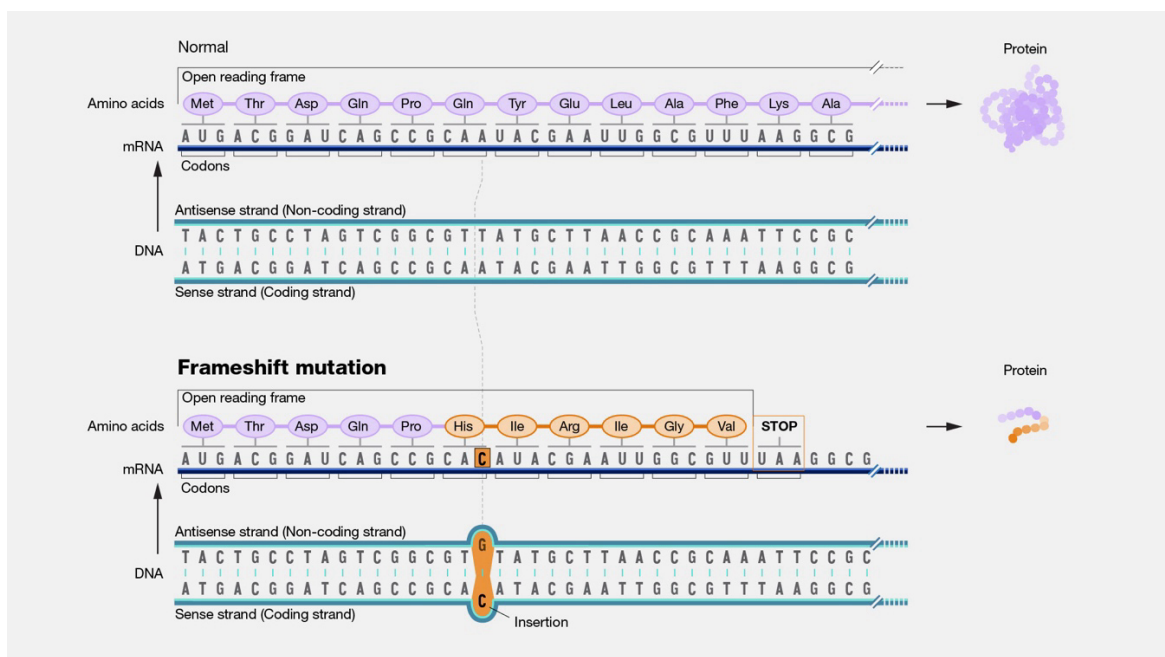 Normal
Protein
Open reading frame
Amino acids Met Thr Asp Gln Pro Gln Tyr Glu Leu Ala Phe Lys Ala
A U G A C G G A U C A G C C G C A A U A C G A A U U G G C G U U U A A G G C G
mRNA
Codons
Antisense strand (Non-coding strand)
T A C T G C C T A G T C G G C G T T A T G C T T A A C C G C A A A T T C C G C
DNA
A T G A C G G A T C A G C C G C A A T A C G A A T T G G C G T T T A A G G C G
Sense strand (Coding strand)
Frameshift mutation
Protein
Open reading frame
Amino acids Met Thr Asp Gln Pro His Ile Arg Ile Gly Val STOP
A U G A C G G A U C A G C C G C A C A U A C G A A U U G G C G U U U A A G G C G
mRNA
Codons
Antisense strand (Non-coding strand)
T A C T G C C T A G T C G G C G T G T A T G C T T A A C C G C A A A T T C C G C
DNA
A T G A C G G A T C A G C C G C A C A T A C G A A T T G G C G T T T A A G G C G
Sense strand (Coding strand)
Insertion